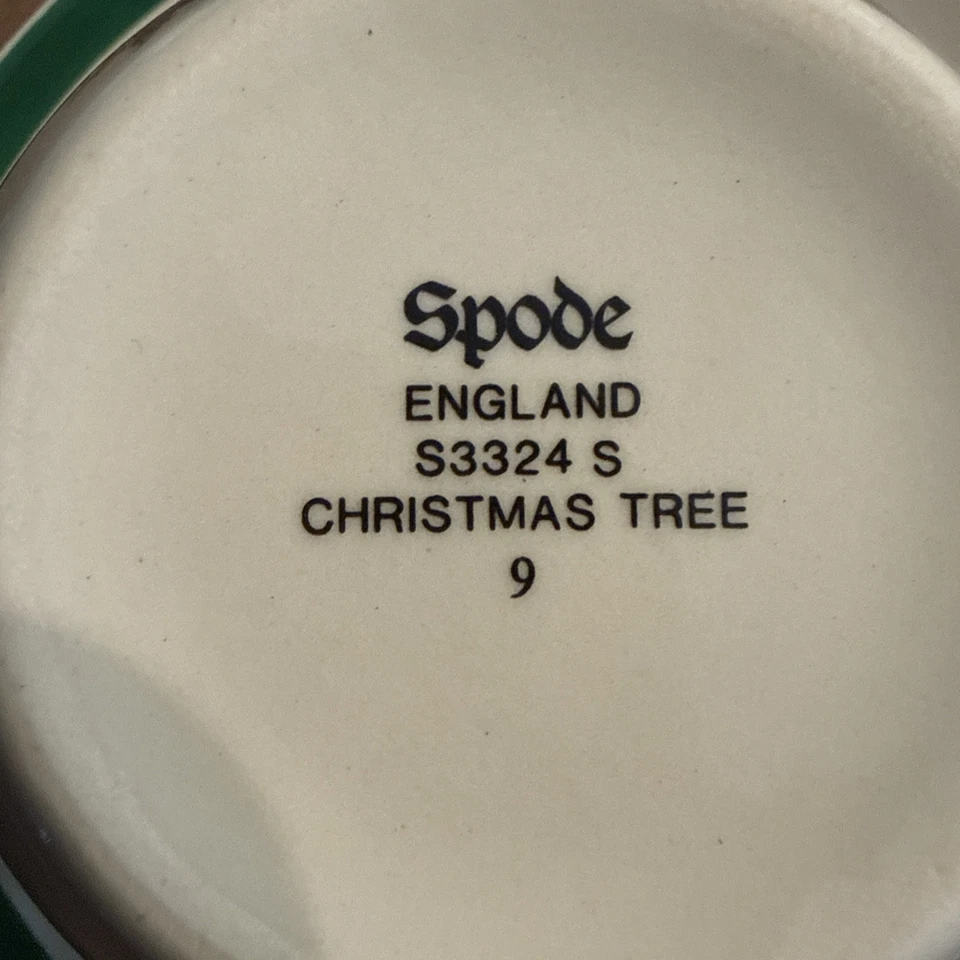 Spode
ENGLAND
S3324 S
CHRISTMAS TREE
9